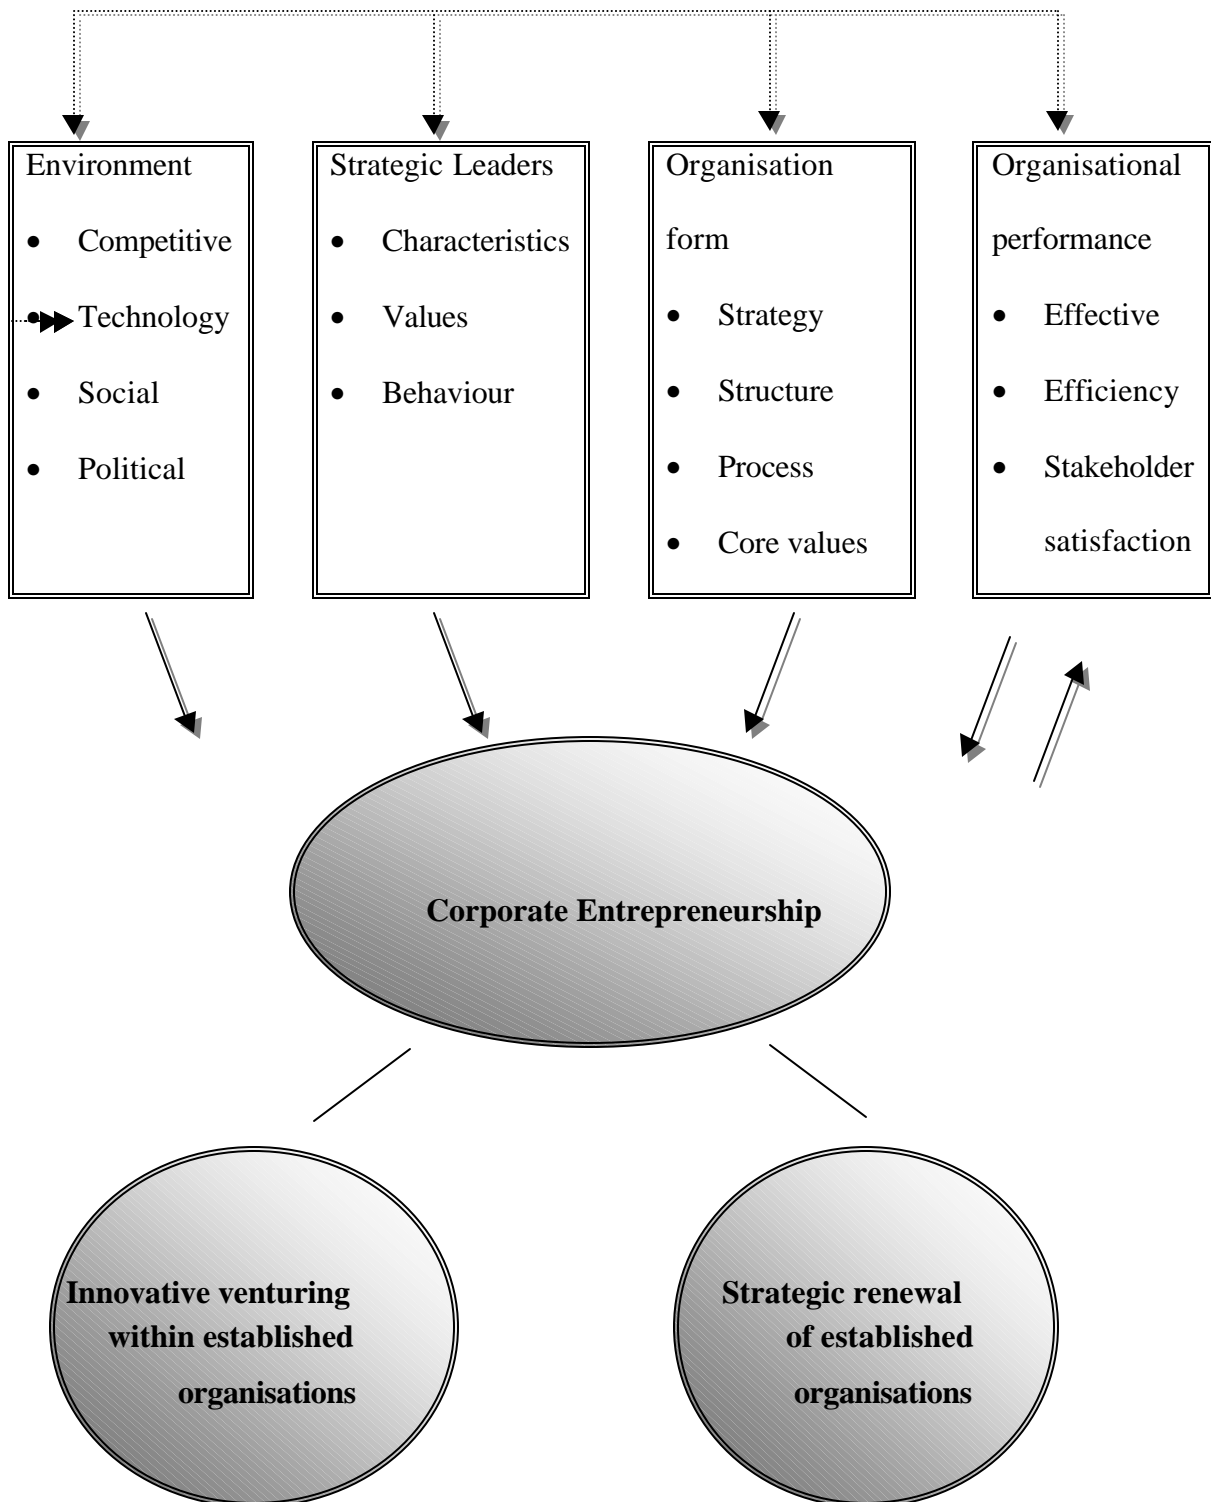 Environment
• Competitive
• Technology
• Social
• Political
Strategic Leaders
• Characteristics
• Values
• Behaviour
Organisation
form
• Strategy
• Structure
• Process
• Core values
Organisational
performance
• Effective
• Efficiency
• Stakeholder
satisfaction
Corporate Entrepreneurship
Innovative venturing
within established
organisations
Strategic renewal
of established
organisations